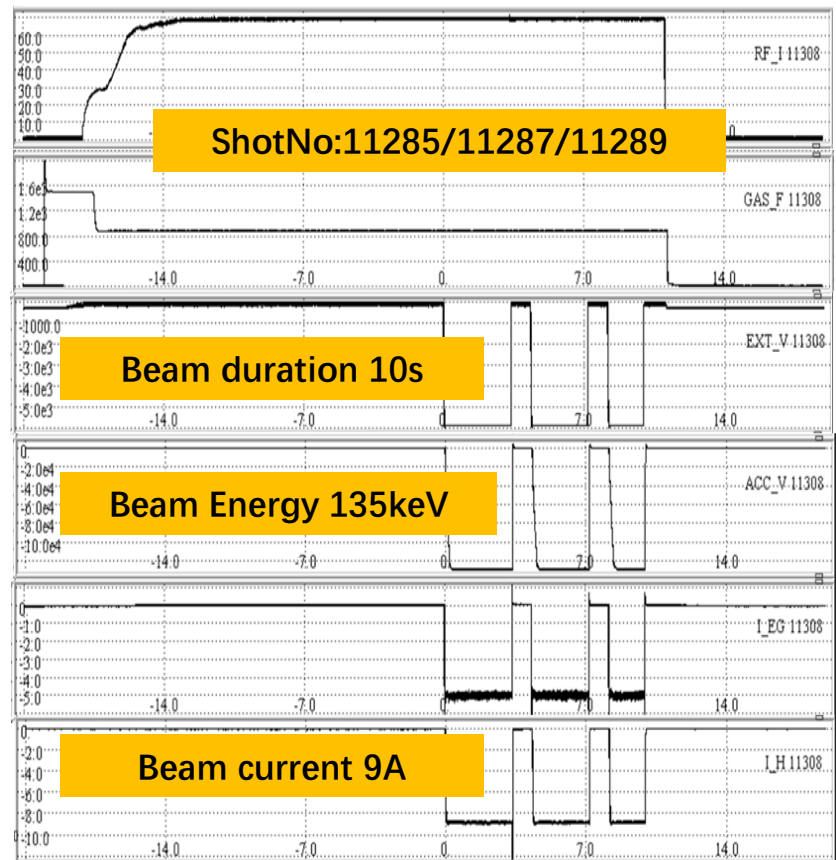 60.0
50.0
40.0
30.0
20.0
10.0
RF_I 11308
0
ShotNo:11285/11287/11289
1.6e3
1.2e3
800.0
400.0
GAS_F 11308
-14.0 -7.0 0. 7.0 14.0
-1000.0
-2.0e3
-3.0e3
-4.0e3
-5.0e3
EXT_V 11308
Beam duration 10s
-14.0 -7.0 0 7.0 14.0
0.
-2.0e4
-4.0e4
-6.0e4
-8.0e4
-10.0e4
ACC_V 11308
Beam Energy 135keV
-14.0 -7.0 0. 7.0 14.0
0.
-1.0
-2.0
-3.0
-4.0
-5.0
I_EG 11308
-14.0 -7.0 0. 7.0 14.0
0.
-2.0
-4.0
-6.0
-8.0
-10.0
I_H 11308
Beam current 9A
-14.0 -7.0 0. 7.0 14.0